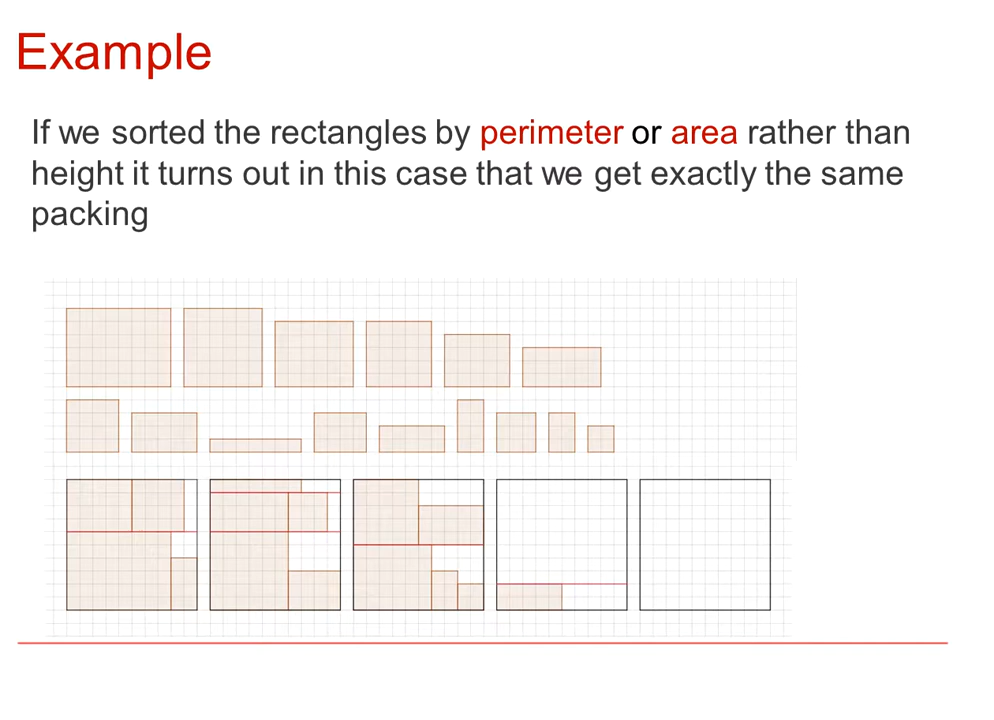 Example
If we sorted the rectangles by perimeter or area rather than
height it turns out in this case that we get exactly the same
packing